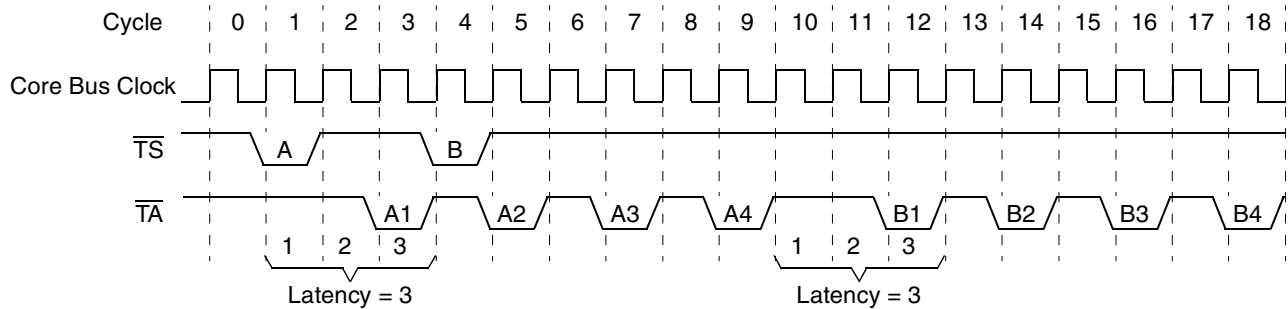 Cycle 0 1 2 3 4 5 6 7 8 9 10 11 12 13 14 15 16 17 18
Core Bus Clock
TS A B
TA A1 A2 A3 A4 B1 B2 B3 B4
1 2 3 1 2 3
Latency = 3 Latency = 3